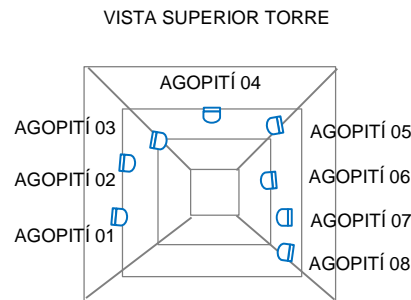 VISTA SUPERIOR TORRE
AGOPITÍ 04
AGOPITÍ 03
AGOPITÍ 05
AGOPITÍ 02
AGOPITÍ 06
AGOPITÍ 01
AGOPITÍ 07
AGOPITÍ 08